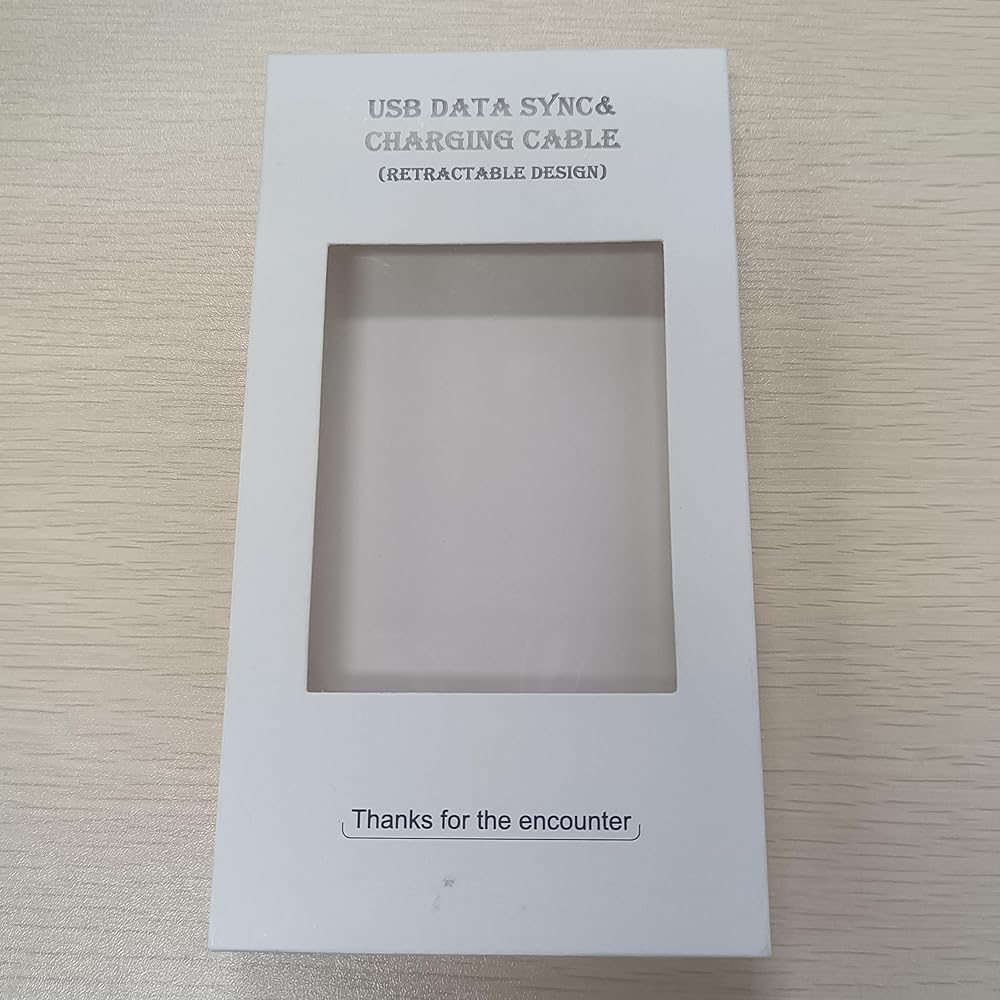 USB DATA SYNC&
CHARGING CABLE
(RETRACTABLE DESIGN)
Thanks for the encounter